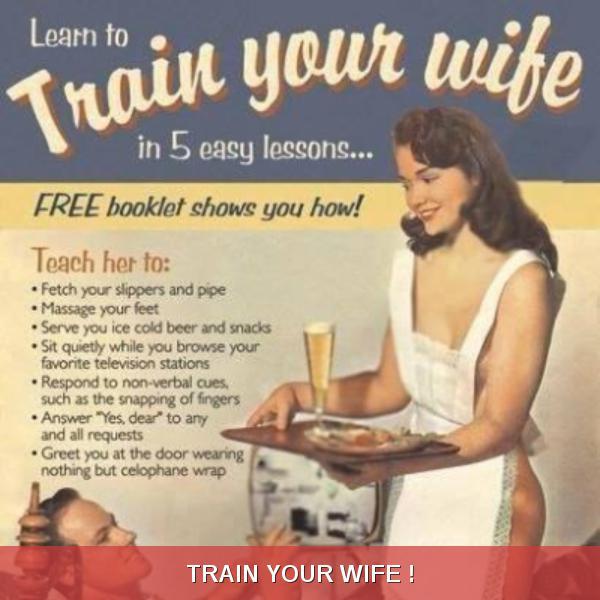 Learn to
Train your wife
in 5 easy lessons...
FREE booklet shows you how!
Teach her to:
• Fetch your slippers and pipe
• Massage your feet
• Serve you ice cold beer and snacks
• Sit quietly while you browse your
favorite television stations
• Respond to non-verbal cues,
such as the snapping of fingers
• Answer "Yes, dear" to any
and all requests
• Greet you at the door wearing
nothing but celophane wrap
TRAIN YOUR WIFE !